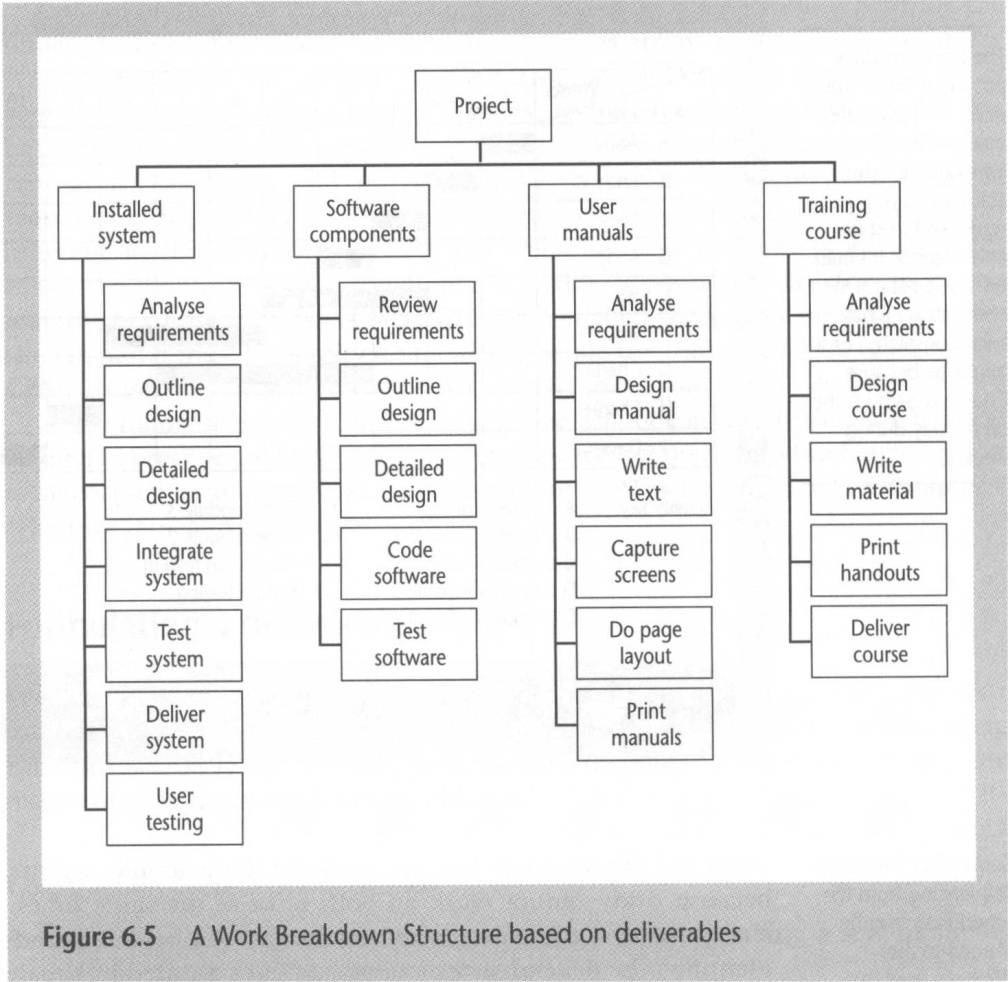 Project
Installed
system
Software
components
User
manuals
Training
course
Analyse
requirements
Outline
design
Detailed
design
Integrate
system
Test
system
Deliver
system
User
testing
Review
requirements
Outline
design
Detailed
design
Code
software
Test
software
Analyse
requirements
Design
manual
Write
text
Capture
screens
Do page
layout
Print
manuals
Analyse
requirements
Design
course
Write
material
Print
handouts
Deliver
course
Figure 6.5 A Work Breakdown Structure based on deliverables